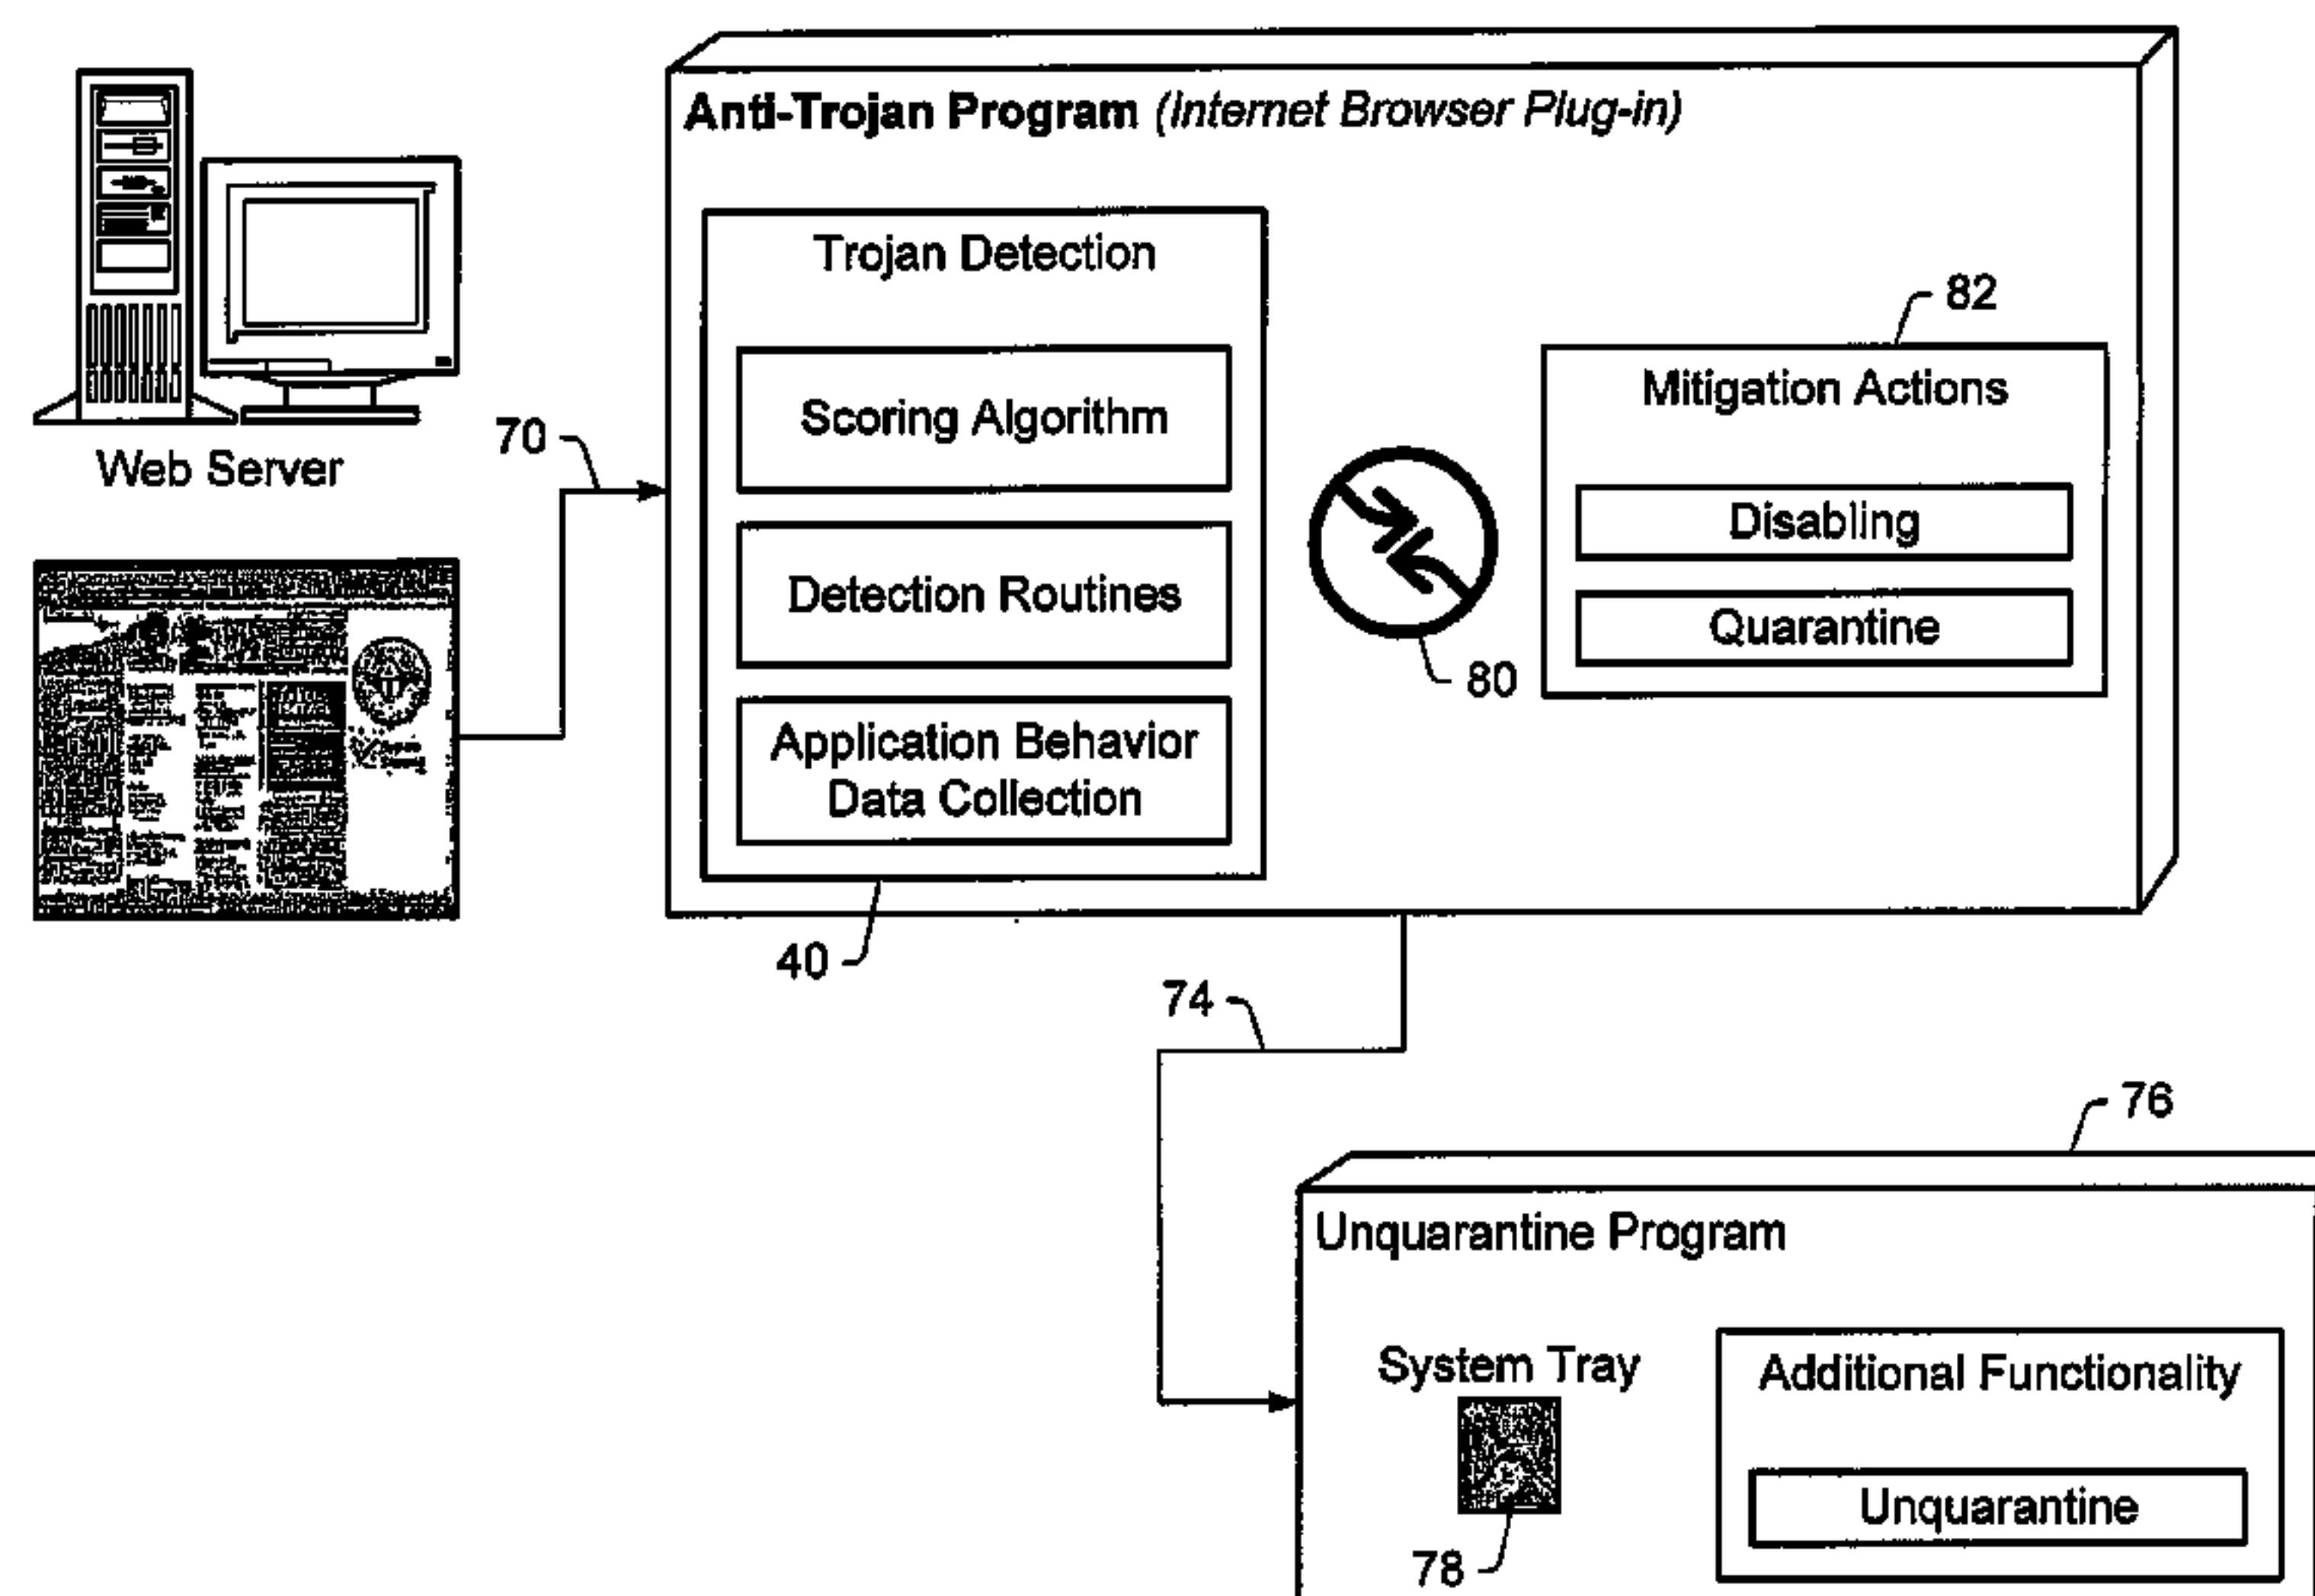 Anti-Trojan Program (Internet Browser Plug-in)
Trojan Detection
82
Scoring Algorithm
Mitigation Actions
70
Web Server
Disabling
Detection Routines
Quarantine
80
Application Behavior
Data Collection
40
74
76
Unquarantine Program
System Tray
Additional Functionality
Unquarantine
78